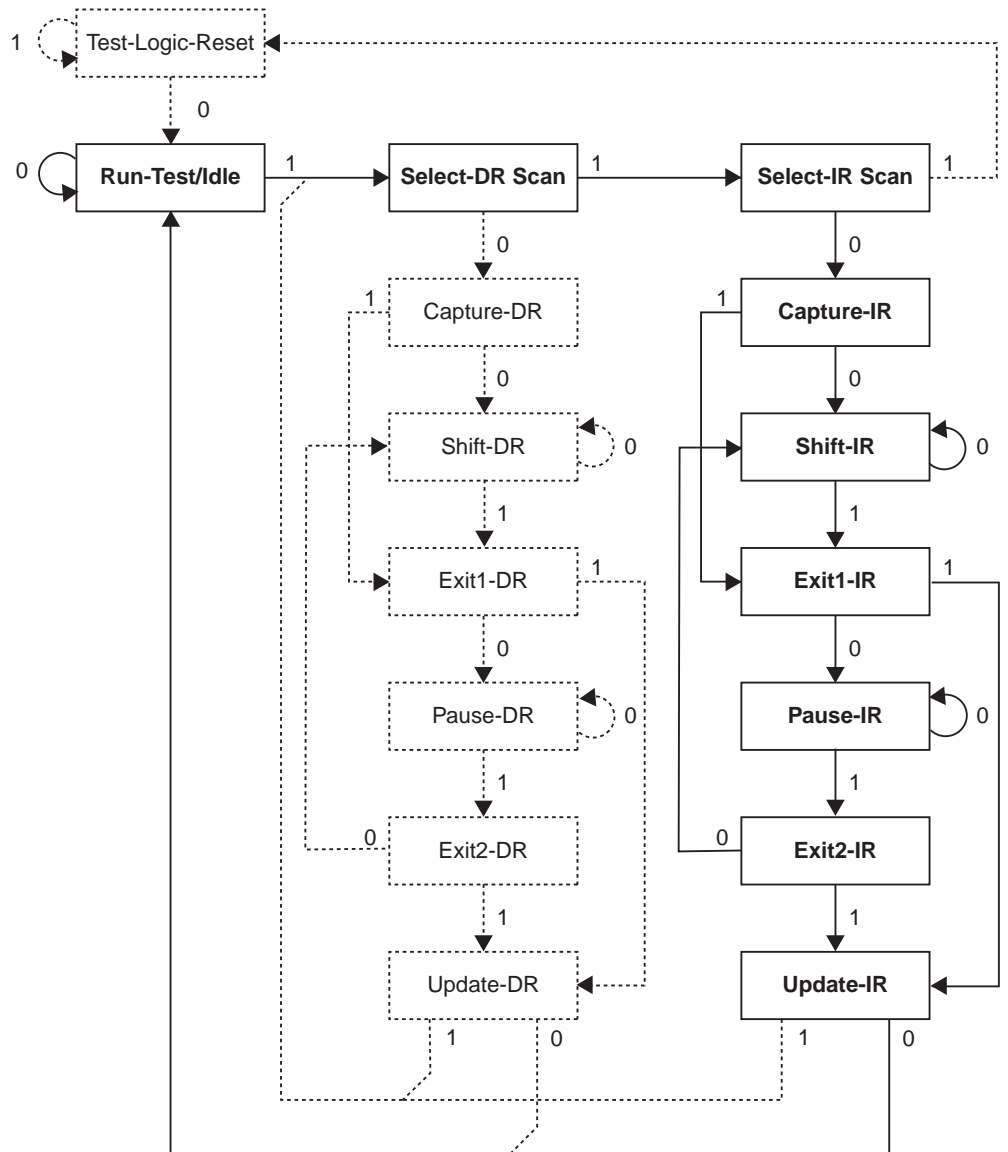 1
Test-Logic-Reset
0
0
Run-Test/Idle
1
Select-DR Scan
1
Select-IR Scan
1
0
0
1
Capture-DR
1
Capture-IR
0
0
Shift-DR
0
Shift-IR
0
1
1
Exit1-DR
1
Exit1-IR
1
0
0
Pause-DR
0
Pause-IR
0
1
1
0
Exit2-DR
0
Exit2-IR
1
1
Update-DR
Update-IR
1
0
1
0